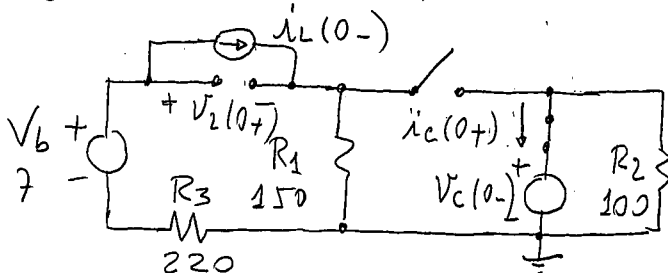 iL(0-)
+ v2(0+) -
Vb + -
7
R3
220
R1
150
ic(0+)
+
vc(0-)
-
R2
100